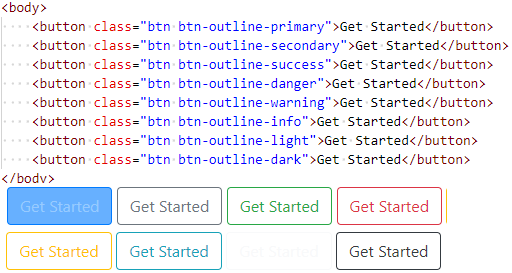 <body>
<button class="btn btn-outline-primary">Get Started</button>
<button class="btn btn-outline-secondary">Get Started</button>
<button class="btn btn-outline-success">Get Started</button>
<button class="btn btn-outline-danger">Get Started</button>
<button class="btn btn-outline-warning">Get Started</button>
<button class="btn btn-outline-info">Get Started</button>
<button class="btn btn-outline-light">Get Started</button>
<button class="btn btn-outline-dark">Get Started</button>
</body>
Get Started Get Started Get Started Get Started
Get Started Get Started Get Started Get Started